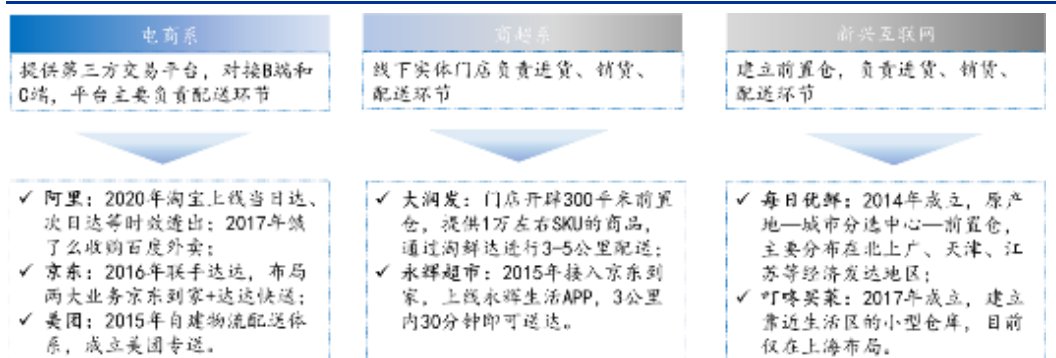 电商系
提供第三方交易平台，对接B端和
C端，平台主要负责配送环节
✓ 阿里：2020年淘宝上线当日达、
次日达等时效透出；2017年饿
了么收购百度外卖；
✓ 京东：2016年联手达达，布局
两大业务京东到家+达达快送；
✓ 美团：2015年自建物流配送体
系，成立美团专送。
商超系
线下实体门店负责进货、销货、
配送环节
✓ 大润发：门店开辟300平米前置
仓，提供1万左右SKU的商品，
通过淘鲜达进行3-5公里配送；
✓ 永辉超市：2015年接入京东到
家，上线永辉生活APP，3公里
内30分钟即可送达。
新兴互联网
建立前置仓，负责进货、销货、
配送环节
✓ 每日优鲜：2014年成立，原产
地—城市分选中心—前置仓，
主要分布在北上广、天津、江
苏等经济发达地区；
✓ 叮咚买菜：2017年成立，建立
靠近生活区的小型仓库，目前
仅在上海布局。